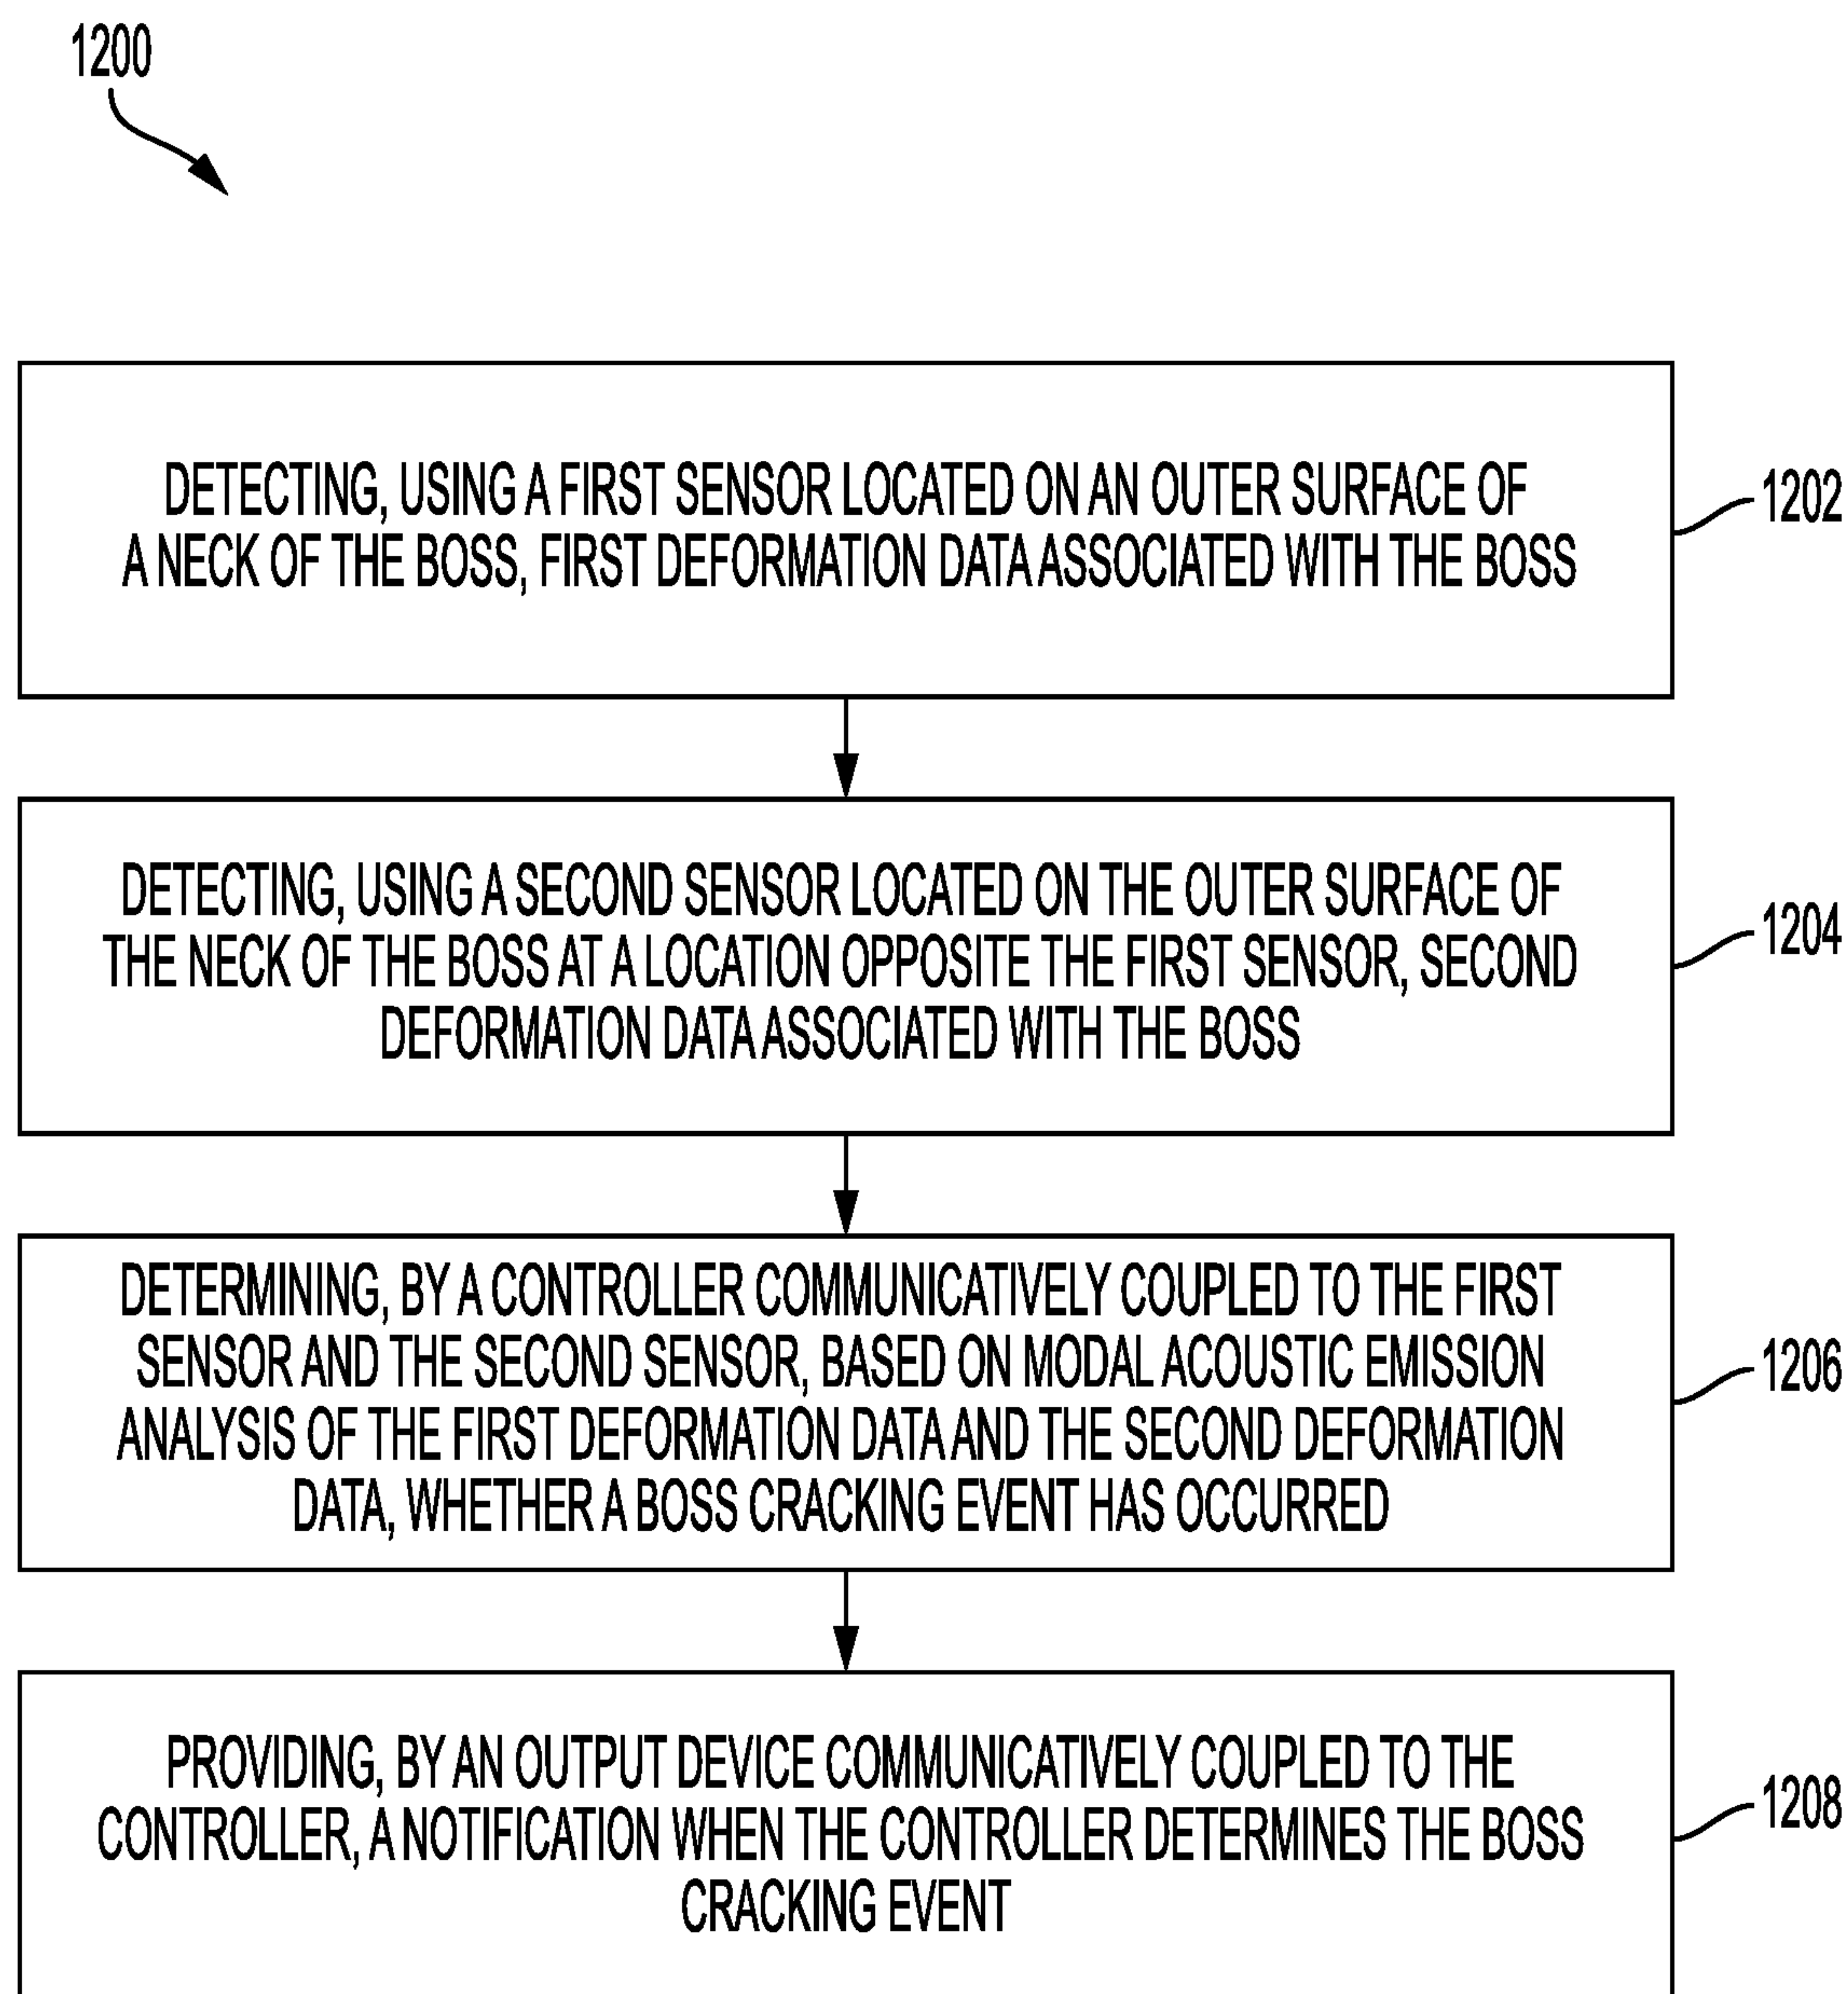 1200
DETECTING, USING A FIRST SENSOR LOCATED ON AN OUTER SURFACE OF
A NECK OF THE BOSS, FIRST DEFORMATION DATA ASSOCIATED WITH THE BOSS
1202
DETECTING, USING A SECOND SENSOR LOCATED ON THE OUTER SURFACE OF
THE NECK OF THE BOSS AT A LOCATION OPPOSITE THE FIRST SENSOR, SECOND
DEFORMATION DATA ASSOCIATED WITH THE BOSS
1204
DETERMINING, BY A CONTROLLER COMMUNICATIVELY COUPLED TO THE FIRST
SENSOR AND THE SECOND SENSOR, BASED ON MODAL ACOUSTIC EMISSION
ANALYSIS OF THE FIRST DEFORMATION DATA AND THE SECOND DEFORMATION
DATA, WHETHER A BOSS CRACKING EVENT HAS OCCURRED
1206
PROVIDING, BY AN OUTPUT DEVICE COMMUNICATIVELY COUPLED TO THE
CONTROLLER, A NOTIFICATION WHEN THE CONTROLLER DETERMINES THE BOSS
CRACKING EVENT
1208